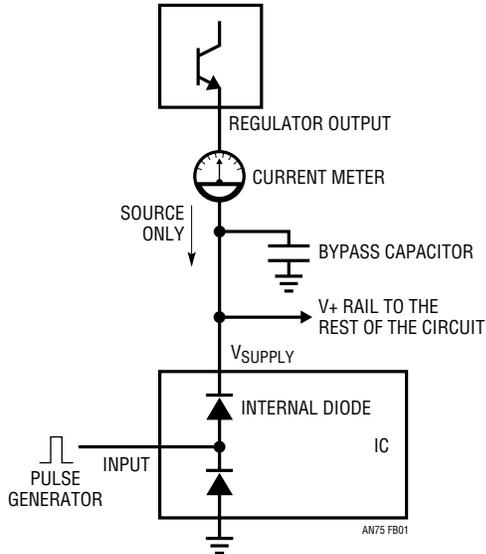 REGULATOR OUTPUT
CURRENT METER
SOURCE
ONLY
BYPASS CAPACITOR
V+ RAIL TO THE
REST OF THE CIRCUIT
VSUPPLY
INTERNAL DIODE
IC
INPUT
PULSE
GENERATOR
AN75 FB01